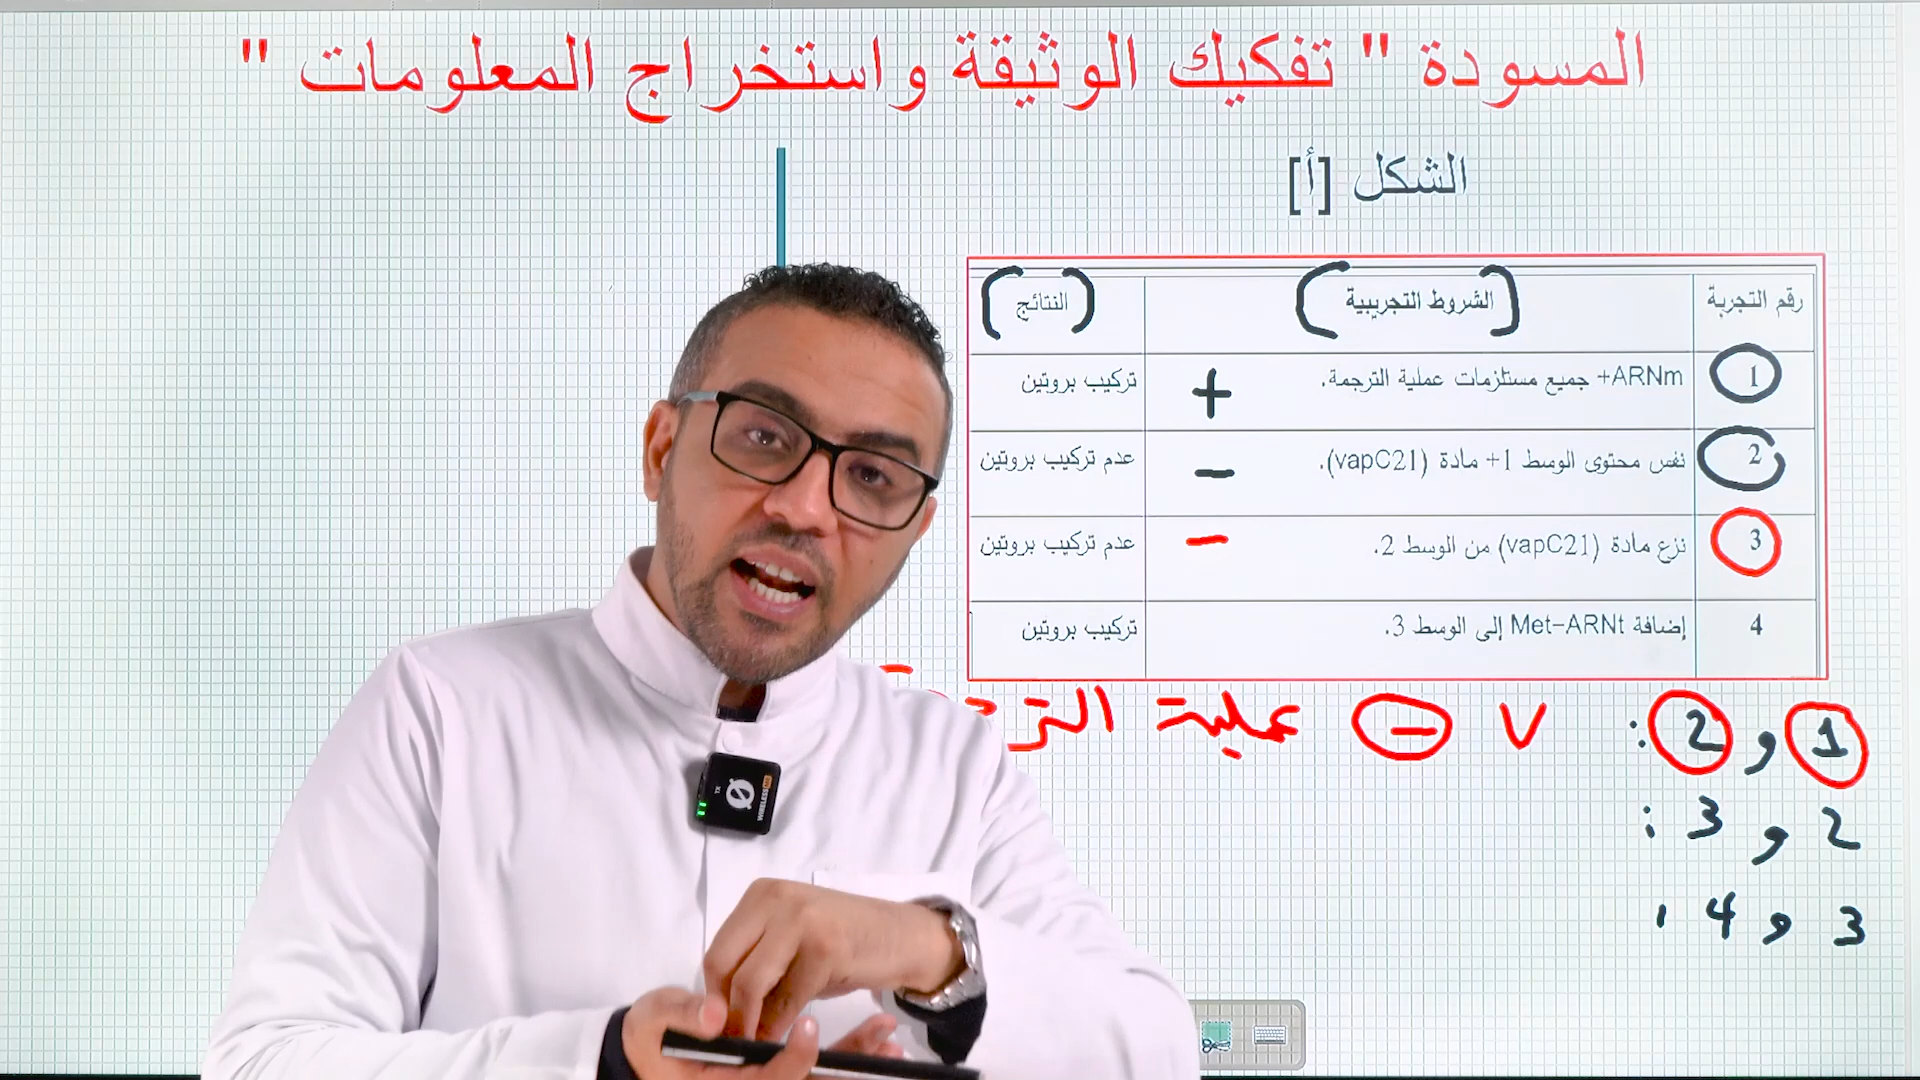 المسودة " تفكيك الوثيقة واستخراج المعلومات "
الشكل [أ]
رقم التجربة الشروط التجريبية النتائج
1 ARNm+ جميع مستلزمات عملية الترجمة. + تركيب بروتين
2 نفس محتوى الوسط 1+ مادة (vapC21). – عدم تركيب بروتين
3 نزع مادة (vapC21) من الوسط 2. – عدم تركيب بروتين
4 إضافة Met–ARNt إلى الوسط 3. تركيب بروتين
1 و 2 : V – عملية
2 و 3 :
3 و 4 :
WIRELESS
TX